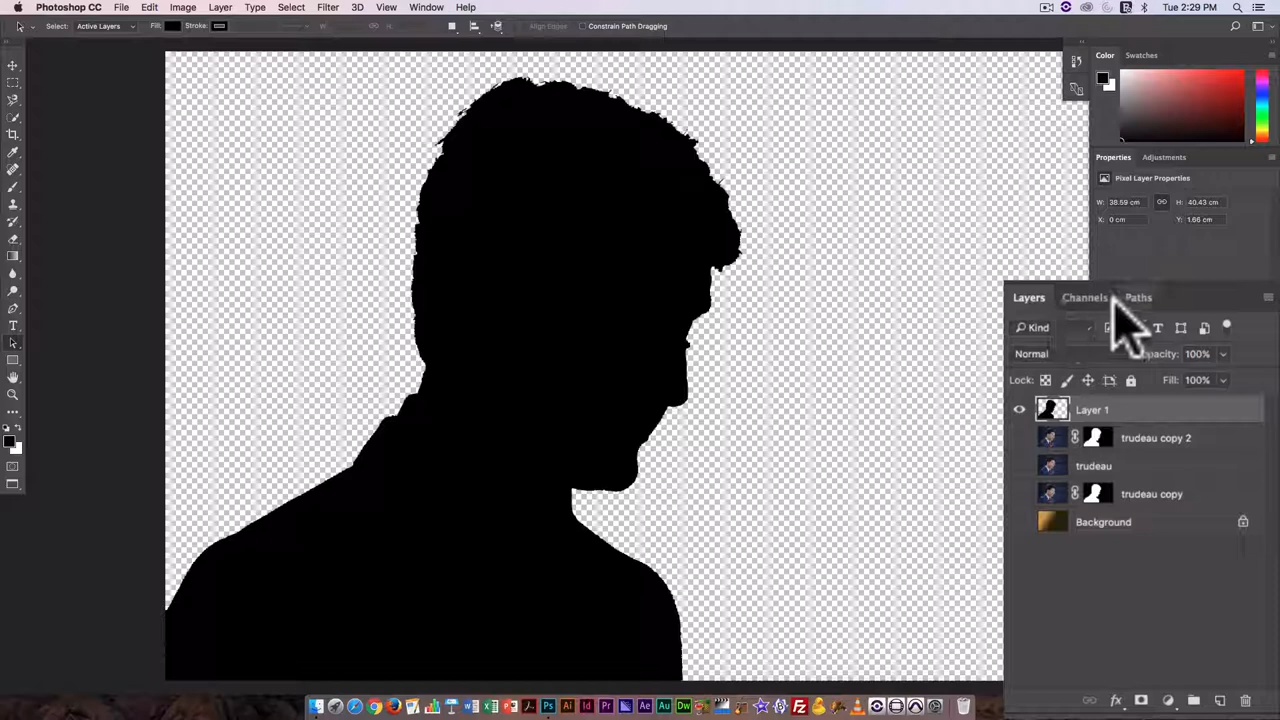 Photoshop CC File Edit Image Layer Type Select Filter 3D View Window Help Tue 2:29 PM
Select: Active Layers Fill: Stroke: W: H: Align Edges Constrain Path Dragging
Color Swatches
Properties Adjustments
Pixel Layer Properties
W: 38.59 cm H: 40.43 cm
X: 0 cm Y: 1.66 cm
Layers Channels Paths
Kind
Normal Opacity: 100%
Lock: Fill: 100%
Layer 1
trudeau copy 2
trudeau
trudeau copy
Background